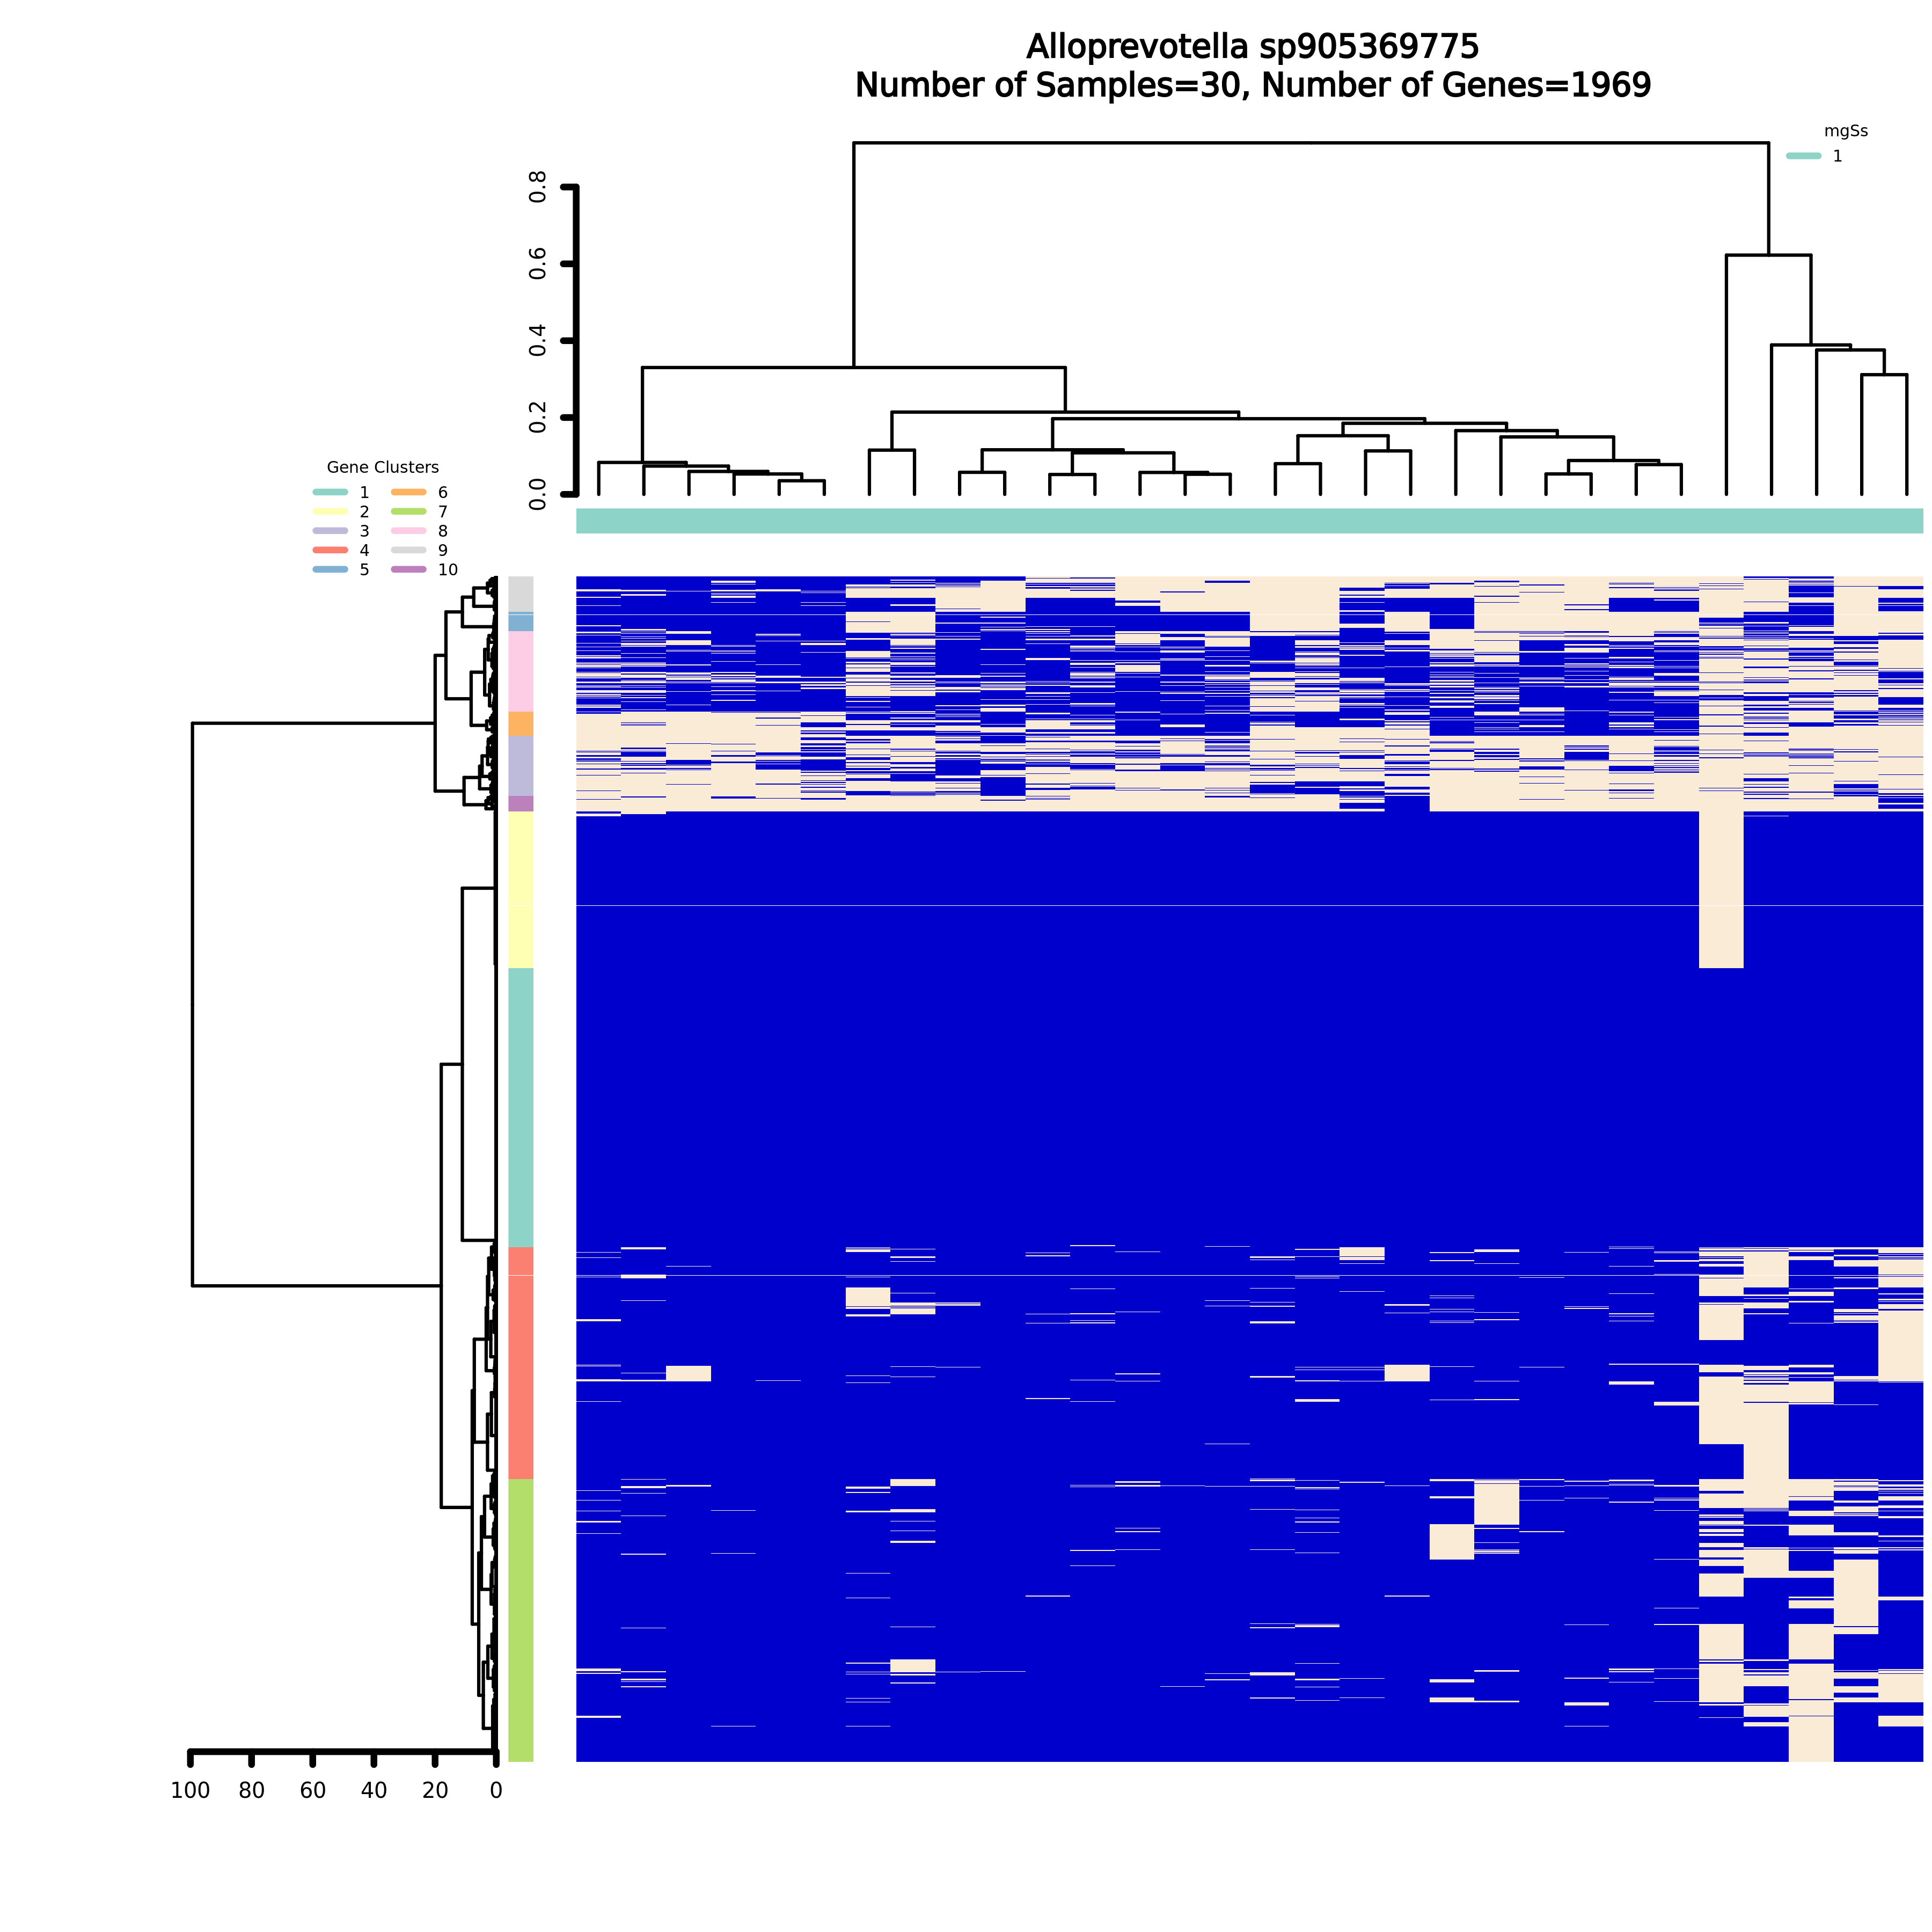 Alloprevotella sp905369775
Number of Samples=30, Number of Genes=1969
mgSs
1
0.8
0.6
0.4
0.2
0.0
Gene Clusters
1 6
2 7
3 8
4 9
5 10
100 80 60 40 20 0